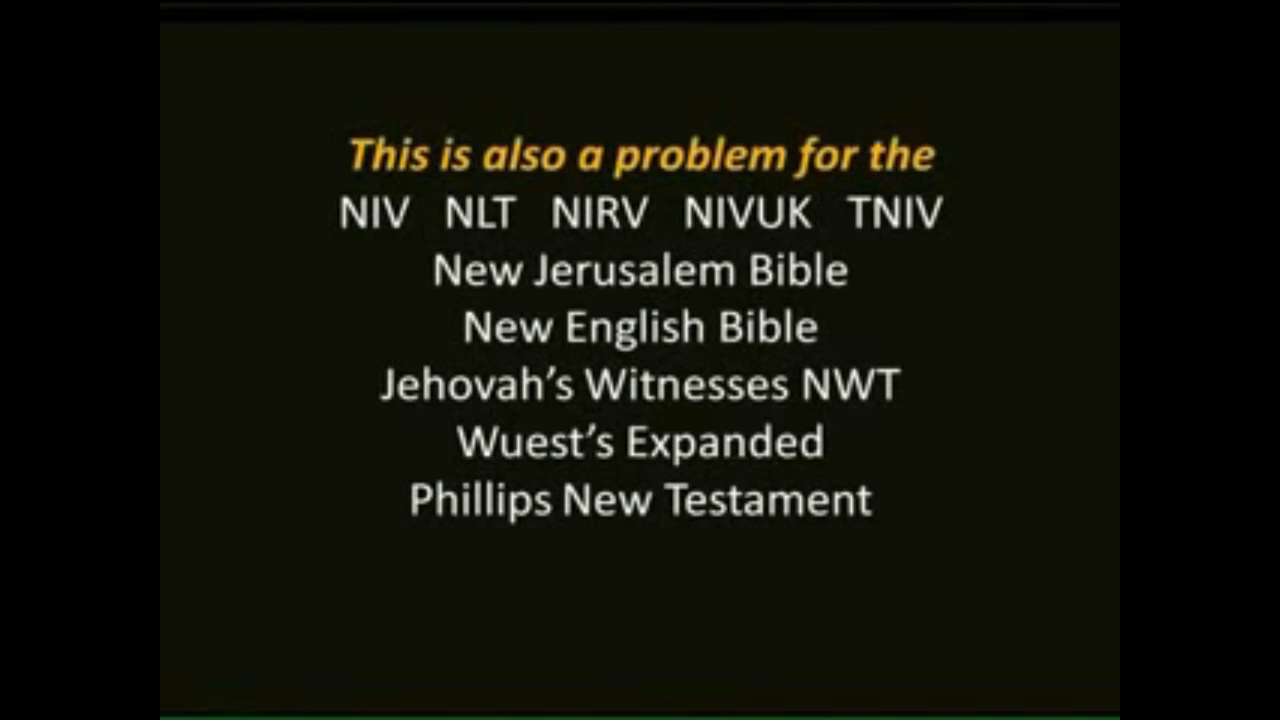 This is also a problem for the
NIV NLT NIRV NIVUK TNIV
New Jerusalem Bible
New English Bible
Jehovah’s Witnesses NWT
Wuest’s Expanded
Phillips New Testament